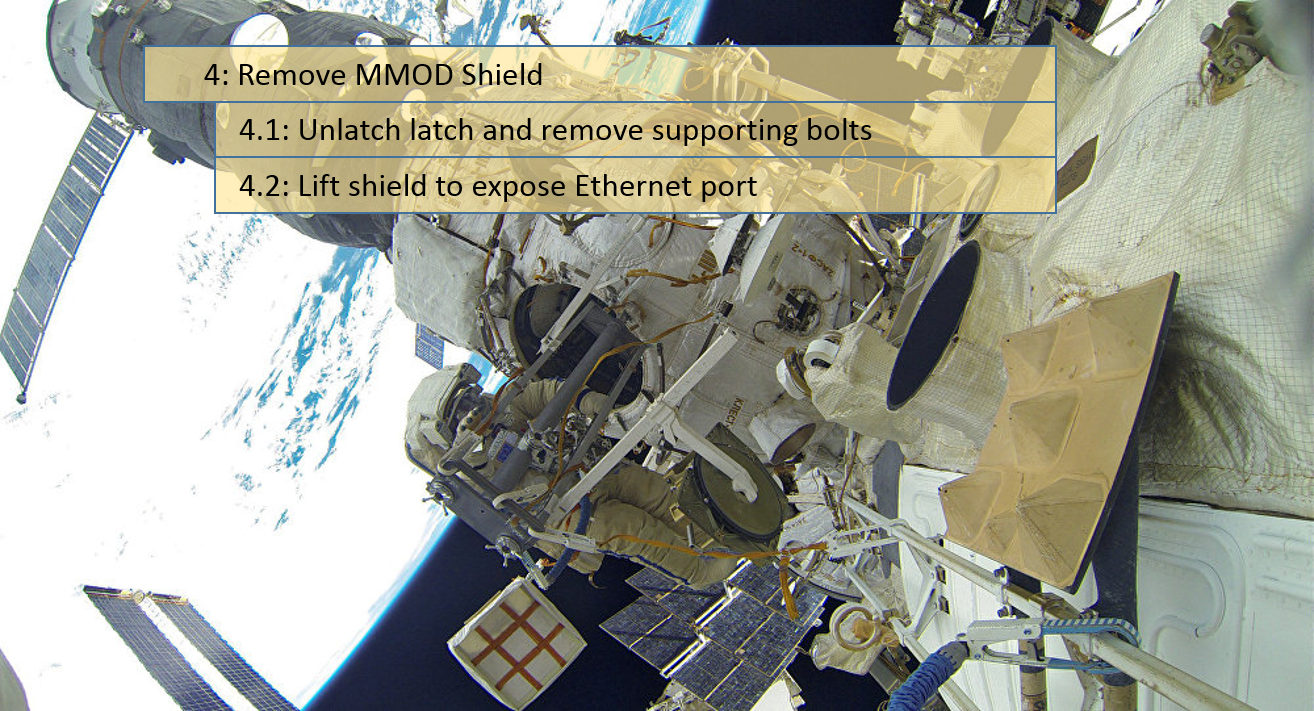 4: Remove MMOD Shield
4.1: Unlatch latch and remove supporting bolts
4.2: Lift shield to expose Ethernet port